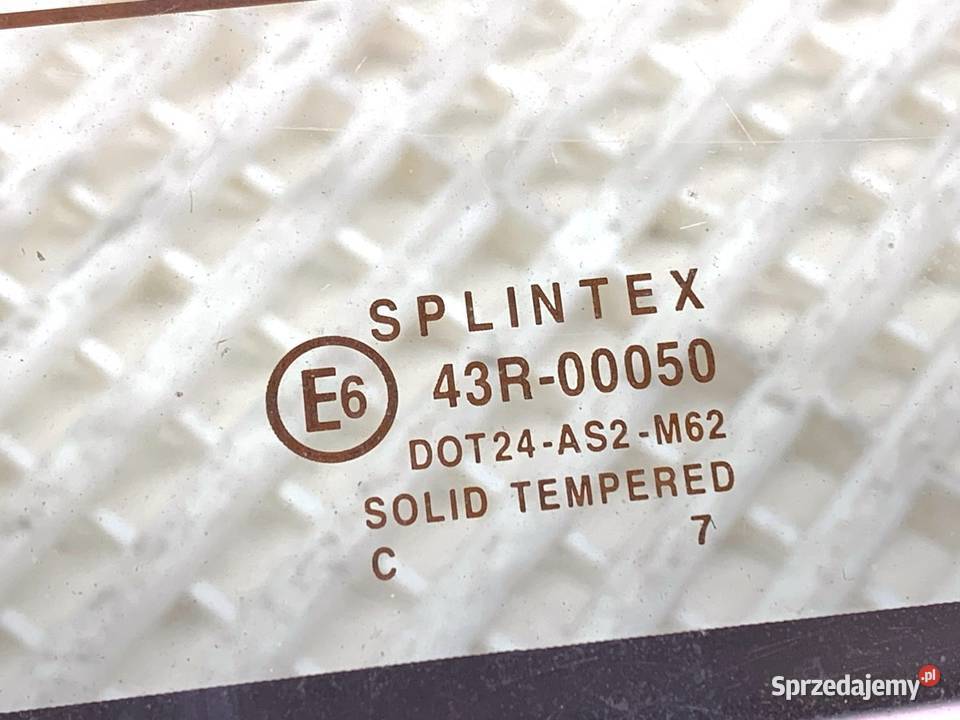 SPLINTEX
E6 43R-00050
DOT24-AS2-M62
SOLID TEMPERED
C 7
Sprzedajemy.pl